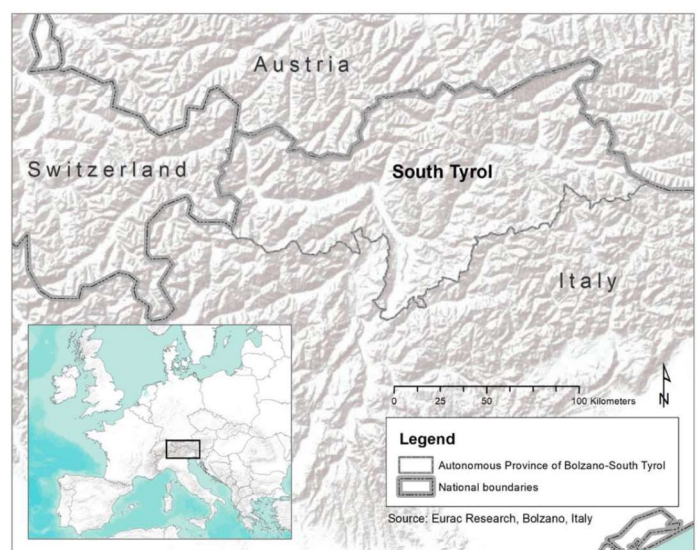 Austria
Switzerland
South Tyrol
Italy
0 25 50 100 Kilometers
N
Legend
Autonomous Province of Bolzano-South Tyrol
National boundaries
Source: Eurac Research, Bolzano, Italy